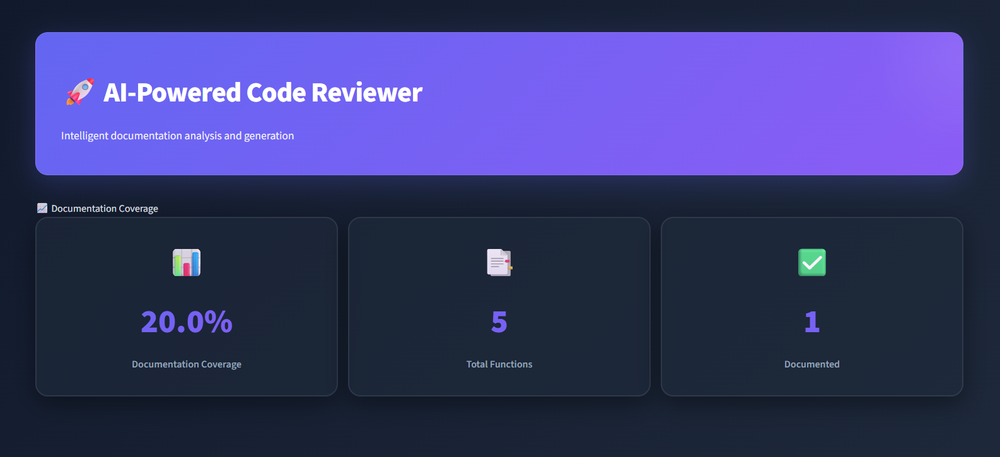 🚀 AI-Powered Code Reviewer
Intelligent documentation analysis and generation
📈 Documentation Coverage
20.0%
Documentation Coverage
5
Total Functions
1
Documented